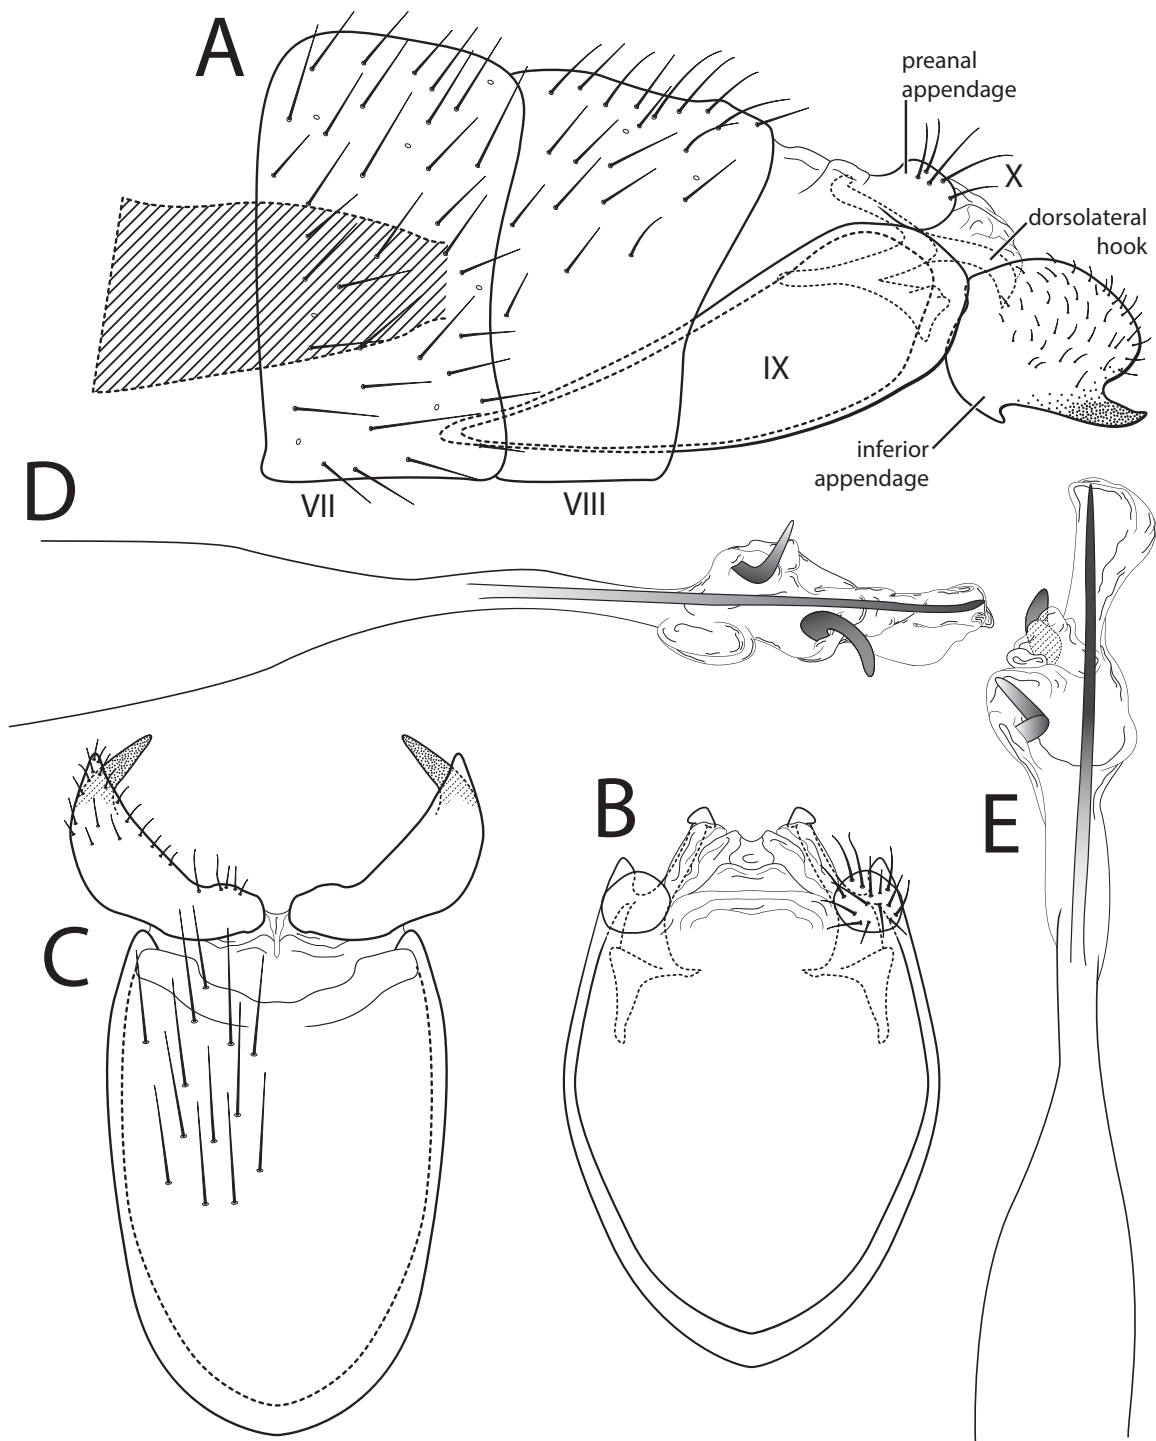 A
preanal
appendage
X
dorsolateral
hook
IX
inferior
appendage
VII
VIII
D
B
E
C